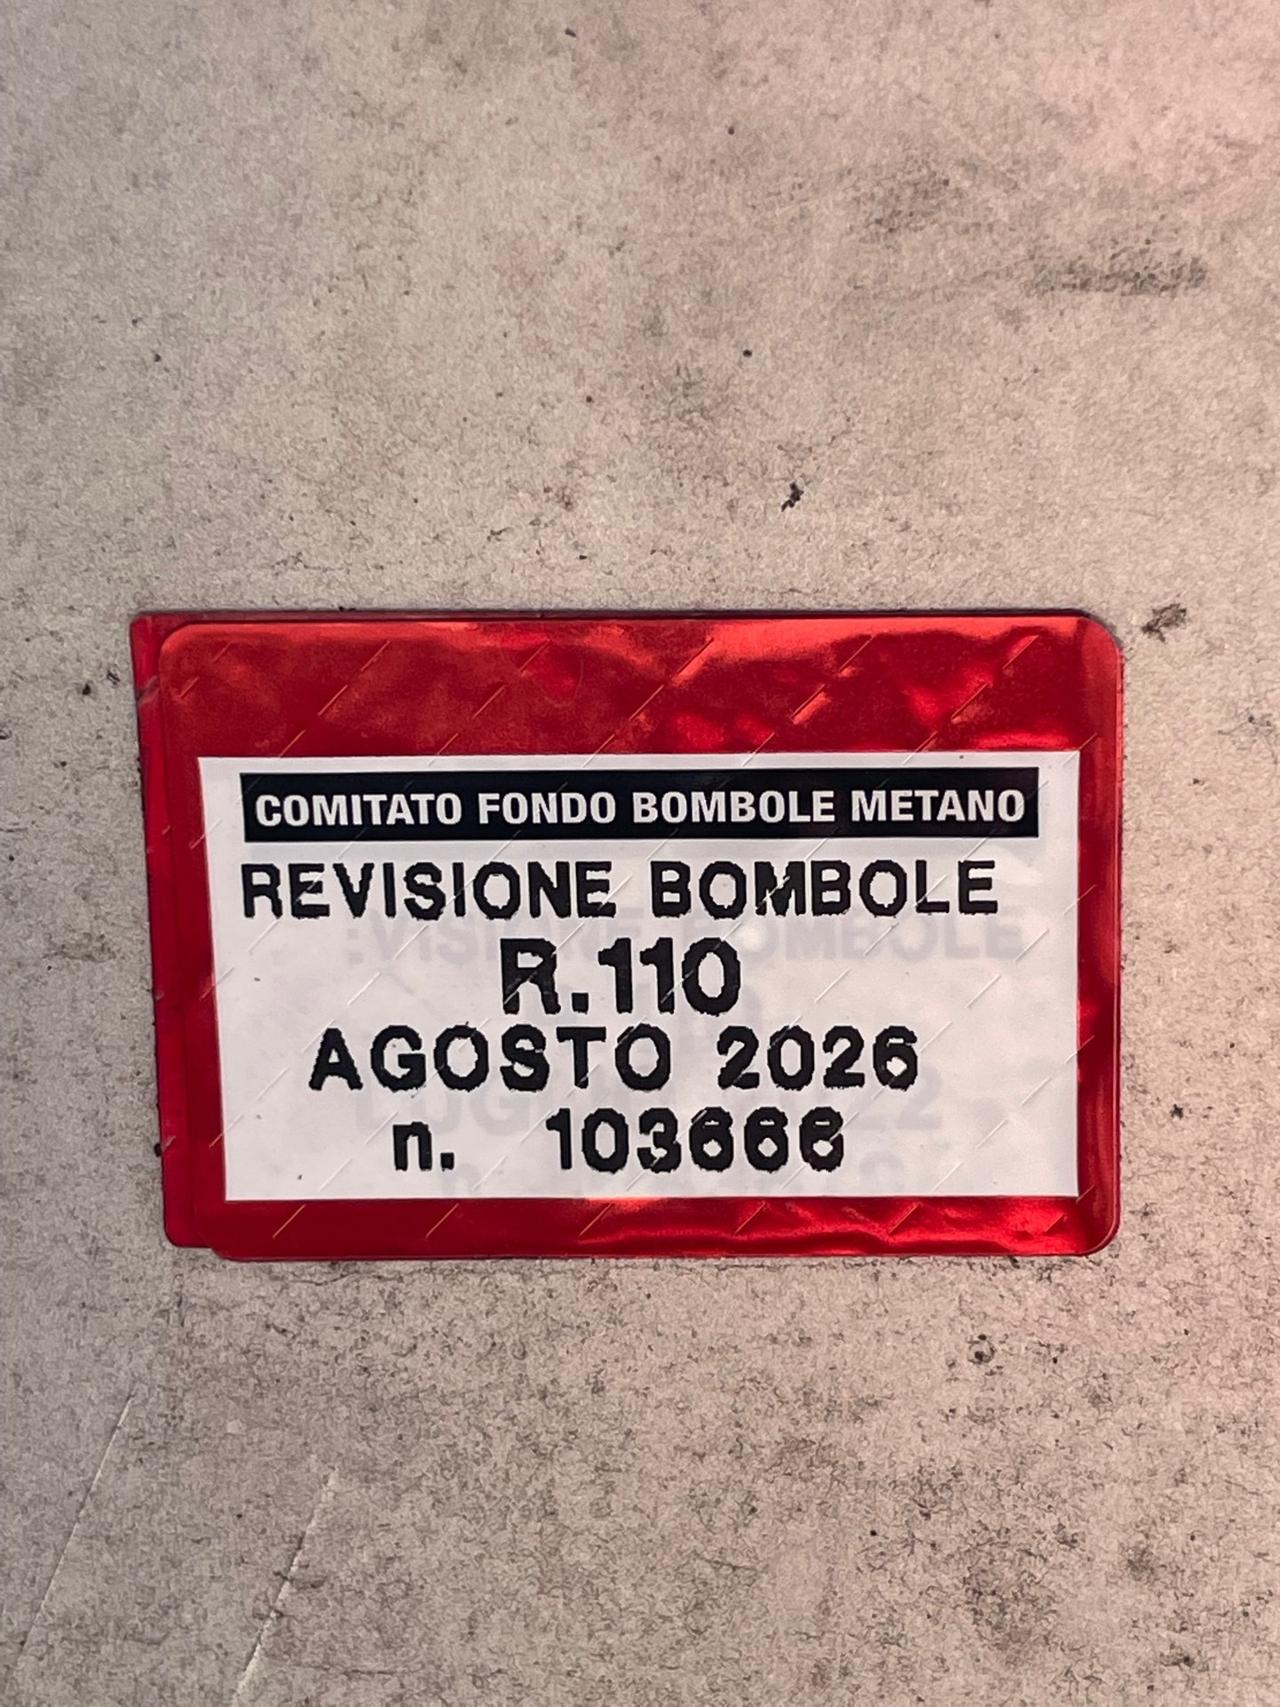 COMITATO FONDO BOMBOLE METANO
REVISIONE BOMBOLE
R.110
AGOSTO 2026
n. 103666